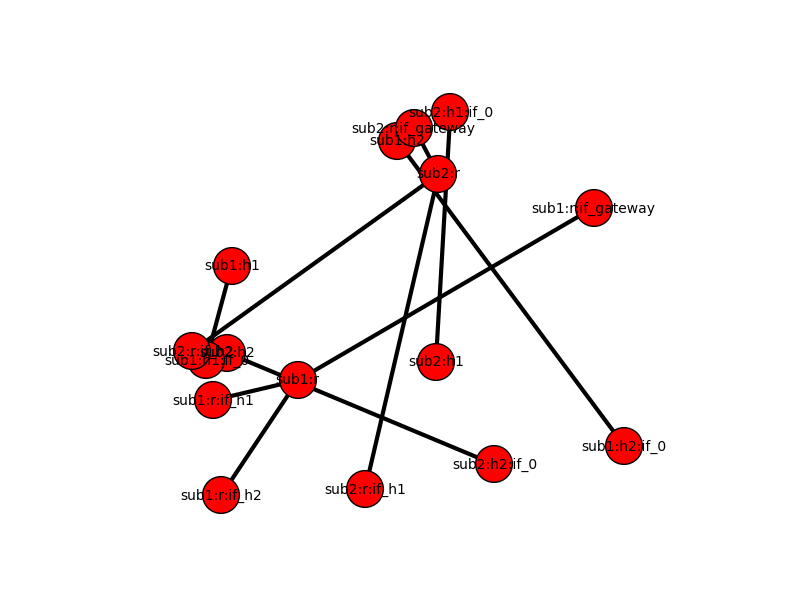 sub2:h1:if_0
sub2:r:if_gateway
sub1:h2
sub2:r
sub1:r:if_gateway
sub1:h1
sub2:r:if_h2
sub2:h2
sub1:h1:if_0
sub2:h1
sub1:r
sub1:r:if_h1
sub1:h2:if_0
sub2:h2:if_0
sub2:r:if_h1
sub1:r:if_h2